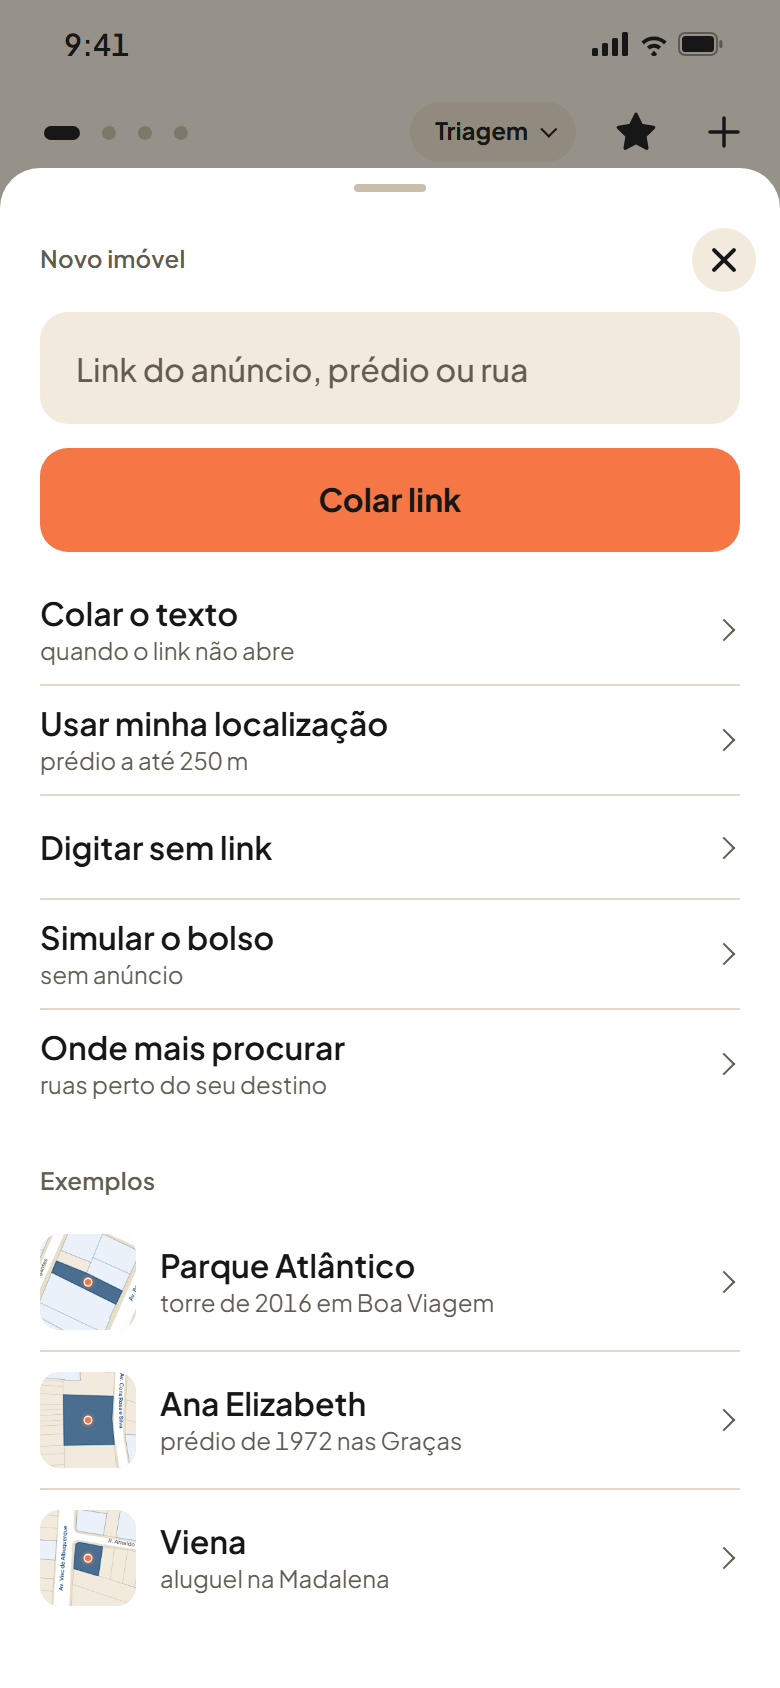 9:41
Triagem
Novo imóvel
Link do anúncio, prédio ou rua
Colar link
Colar o texto
quando o link não abre
Usar minha localização
prédio a até 250 m
Digitar sem link
Simular o bolso
sem anúncio
Onde mais procurar
ruas perto do seu destino
Exemplos
Parque Atlântico
torre de 2016 em Boa Viagem
Ana Elizabeth
prédio de 1972 nas Graças
Viena
aluguel na Madalena